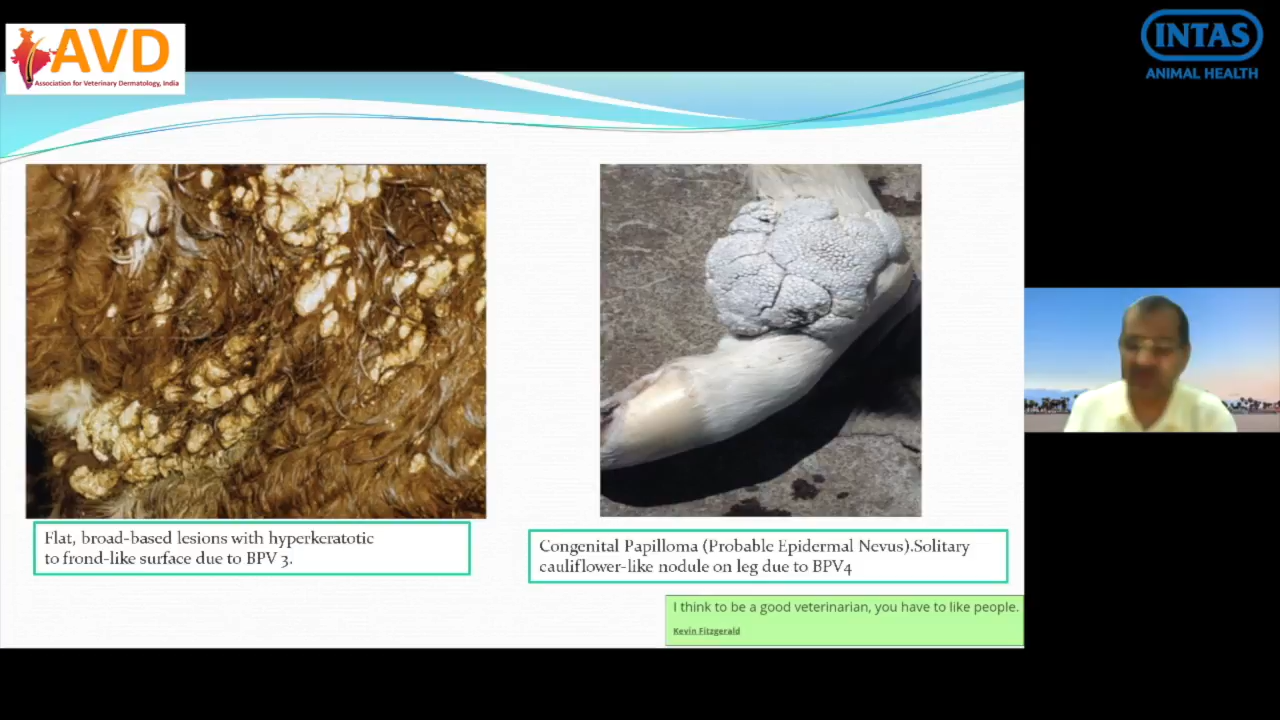 AVD
Association for Veterinary Dermatology, India
INTAS
ANIMAL HEALTH
Flat, broad-based lesions with hyperkeratotic
to frond-like surface due to BPV 3.
Congenital Papilloma (Probable Epidermal Nevus).Solitary
cauliflower-like nodule on leg due to BPV4
I think to be a good veterinarian, you have to like people.
Kevin Fitzgerald